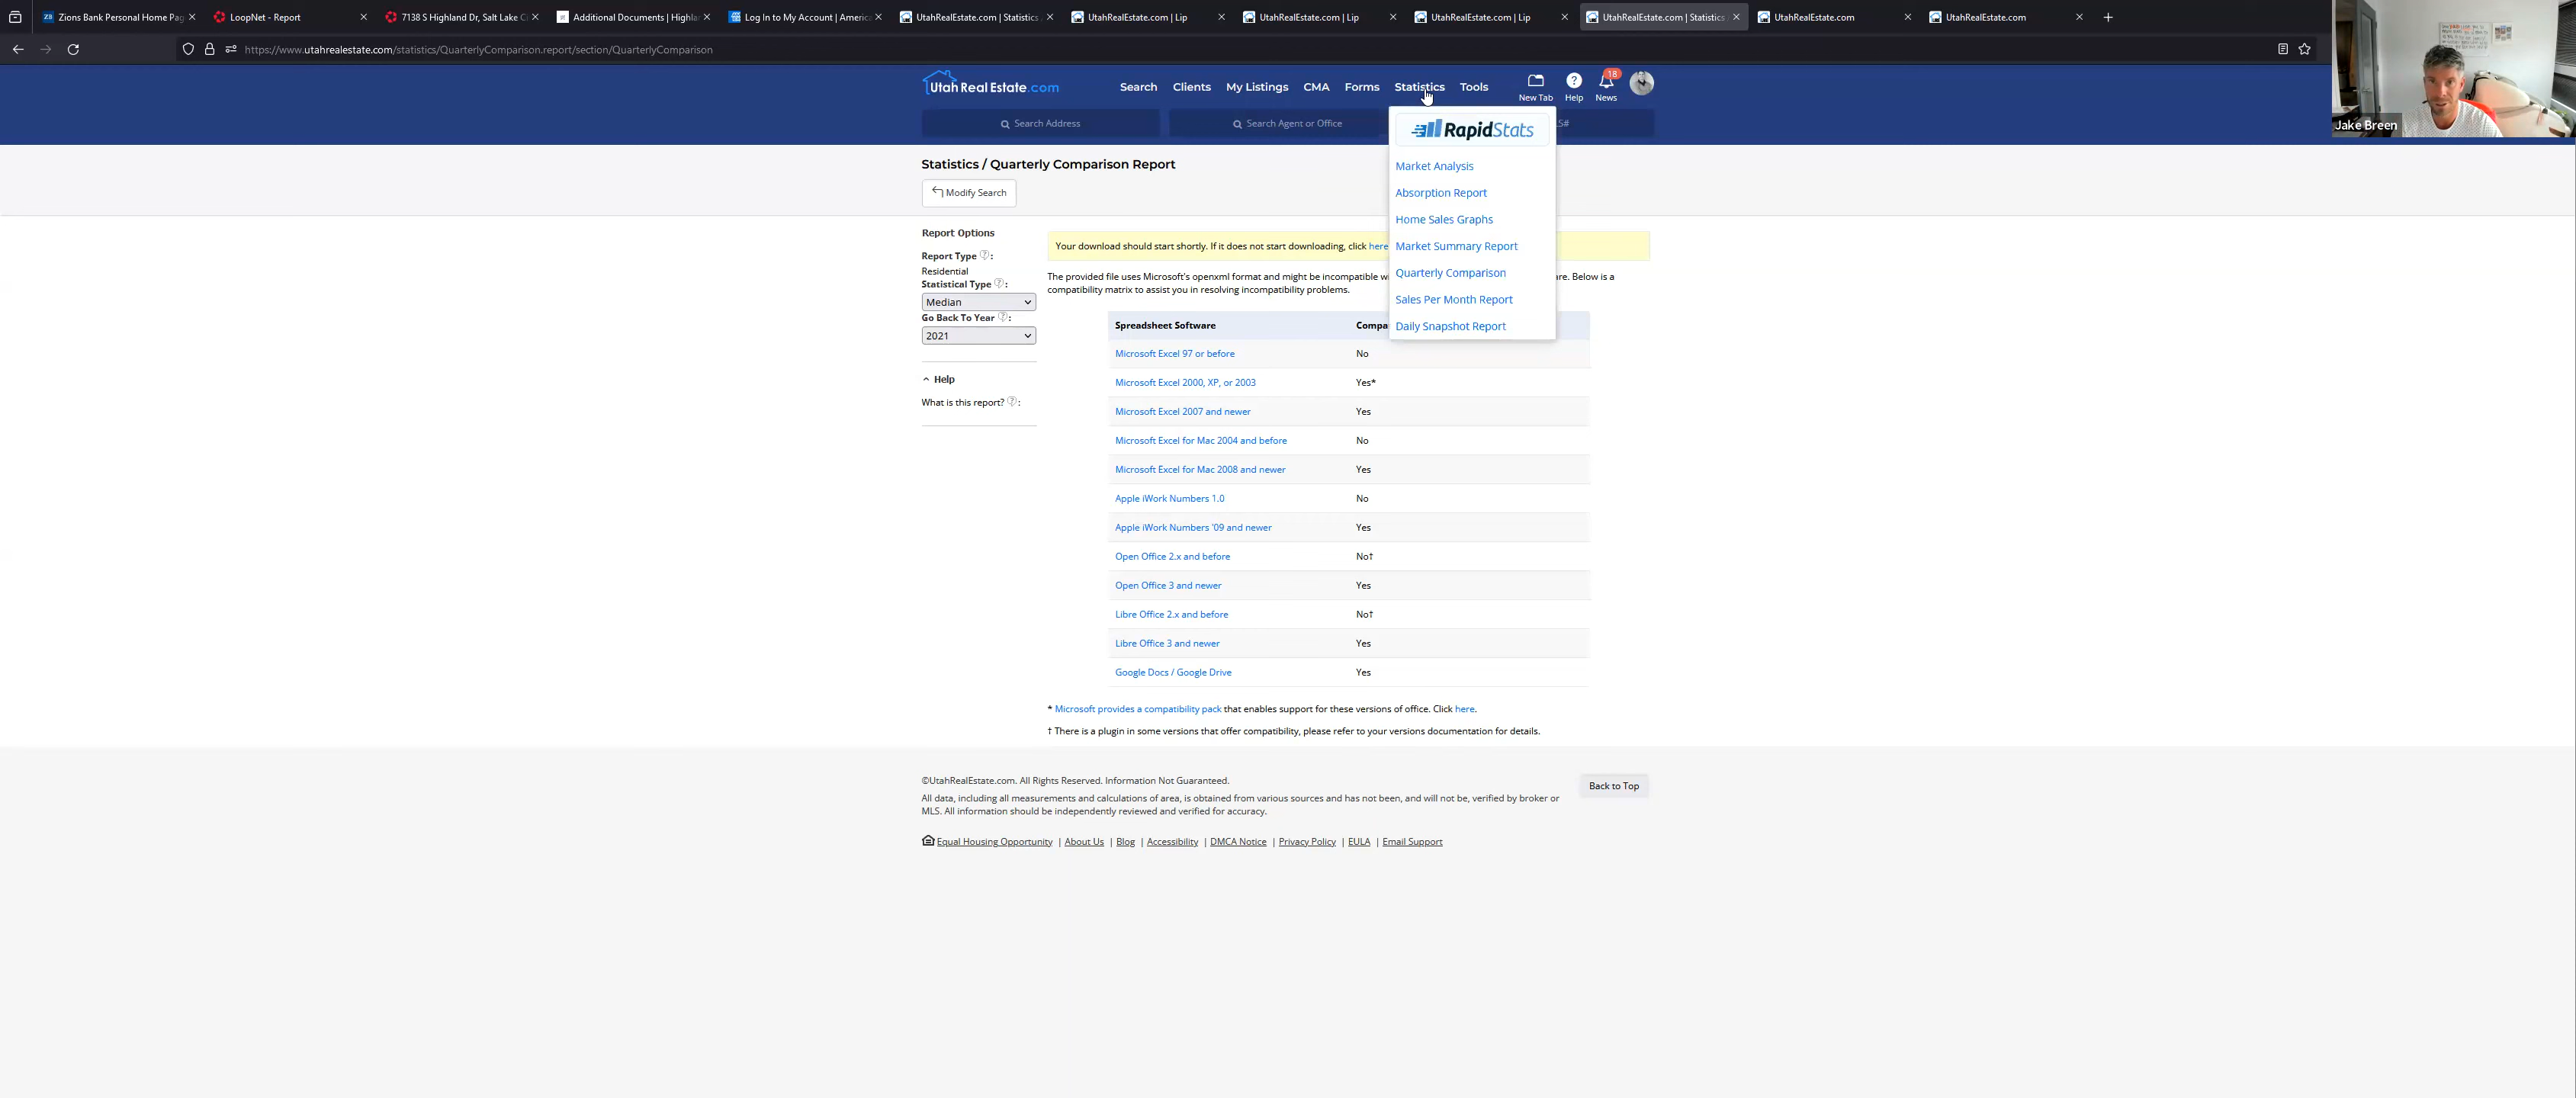 Zions Bank Personal Home Pag
LoopNet - Report
7138 S Highland Dr, Salt Lake Ci
Additional Documents | Highla
Log In to My Account | America
UtahRealEstate.com | Statistics
UtahRealEstate.com | Lip
UtahRealEstate.com | Lip
UtahRealEstate.com | Lip
UtahRealEstate.com | Statistics
UtahRealEstate.com
UtahRealEstate.com
https://www.utahrealestate.com/statistics/QuarterlyComparison.report/section/QuarterlyComparison
Jake Breen
Utah Real Estate.com
Search Clients My Listings CMA Forms Statistics Tools
New Tab Help 18 News
Search Address Search Agent or Office LS#
RapidStats
Market Analysis
Absorption Report
Home Sales Graphs
Market Summary Report
Quarterly Comparison
Sales Per Month Report
Daily Snapshot Report
Statistics / Quarterly Comparison Report
Modify Search
Report Options
Report Type ? :
Residential
Statistical Type ? :
Median
Go Back To Year ? :
2021
Help
What is this report? ? :
Your download should start shortly. If it does not start downloading, click here
The provided file uses Microsoft's openxml format and might be incompatible wi re. Below is a
compatibility matrix to assist you in resolving incompatibility problems.
Spreadsheet Software Compa
Microsoft Excel 97 or before No
Microsoft Excel 2000, XP, or 2003 Yes*
Microsoft Excel 2007 and newer Yes
Microsoft Excel for Mac 2004 and before No
Microsoft Excel for Mac 2008 and newer Yes
Apple iWork Numbers 1.0 No
Apple iWork Numbers '09 and newer Yes
Open Office 2.x and before No†
Open Office 3 and newer Yes
Libre Office 2.x and before No†
Libre Office 3 and newer Yes
Google Docs / Google Drive Yes
* Microsoft provides a compatibility pack that enables support for these versions of office. Click here.
† There is a plugin in some versions that offer compatibility, please refer to your versions documentation for details.
©UtahRealEstate.com. All Rights Reserved. Information Not Guaranteed.
All data, including all measurements and calculations of area, is obtained from various sources and has not been, and will not be, verified by broker or
MLS. All information should be independently reviewed and verified for accuracy.
Back to Top
Equal Housing Opportunity | About Us | Blog | Accessibility | DMCA Notice | Privacy Policy | EULA | Email Support